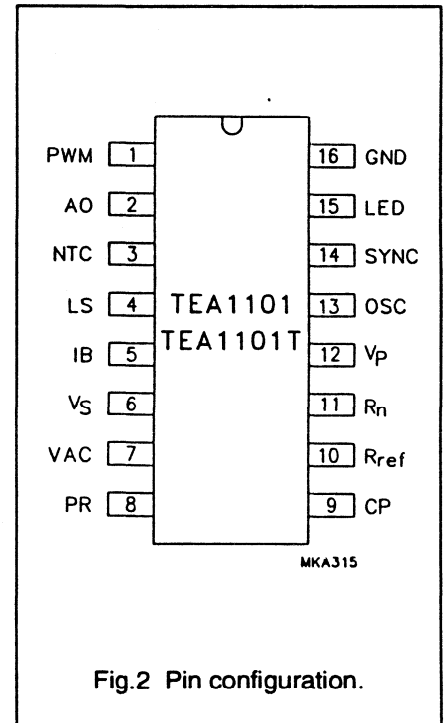 PWM 1 16 GND
AO 2 15 LED
NTC 3 14 SYNC
LS 4 TEA1101 13 OSC
IB 5 TEA1101T 12 VP
VS 6 11 Rn
VAC 7 10 Rref
PR 8 9 CP
MKA315
Fig.2 Pin configuration.